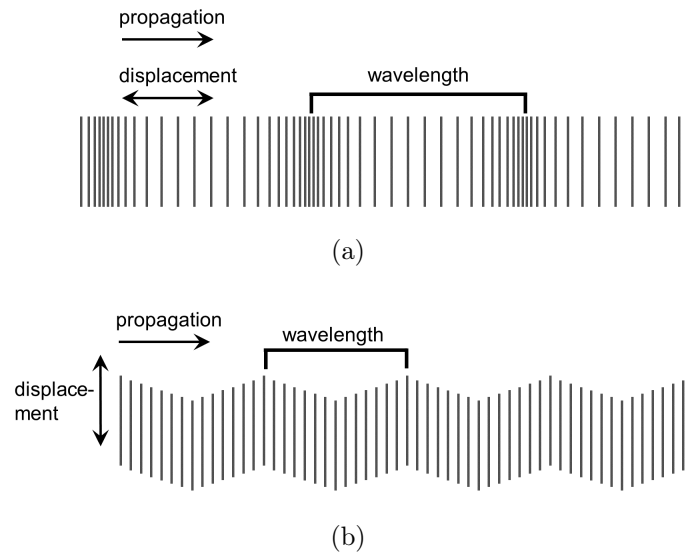 propagation
displacement
wavelength
(a)
propagation
wavelength
displace-
ment
(b)